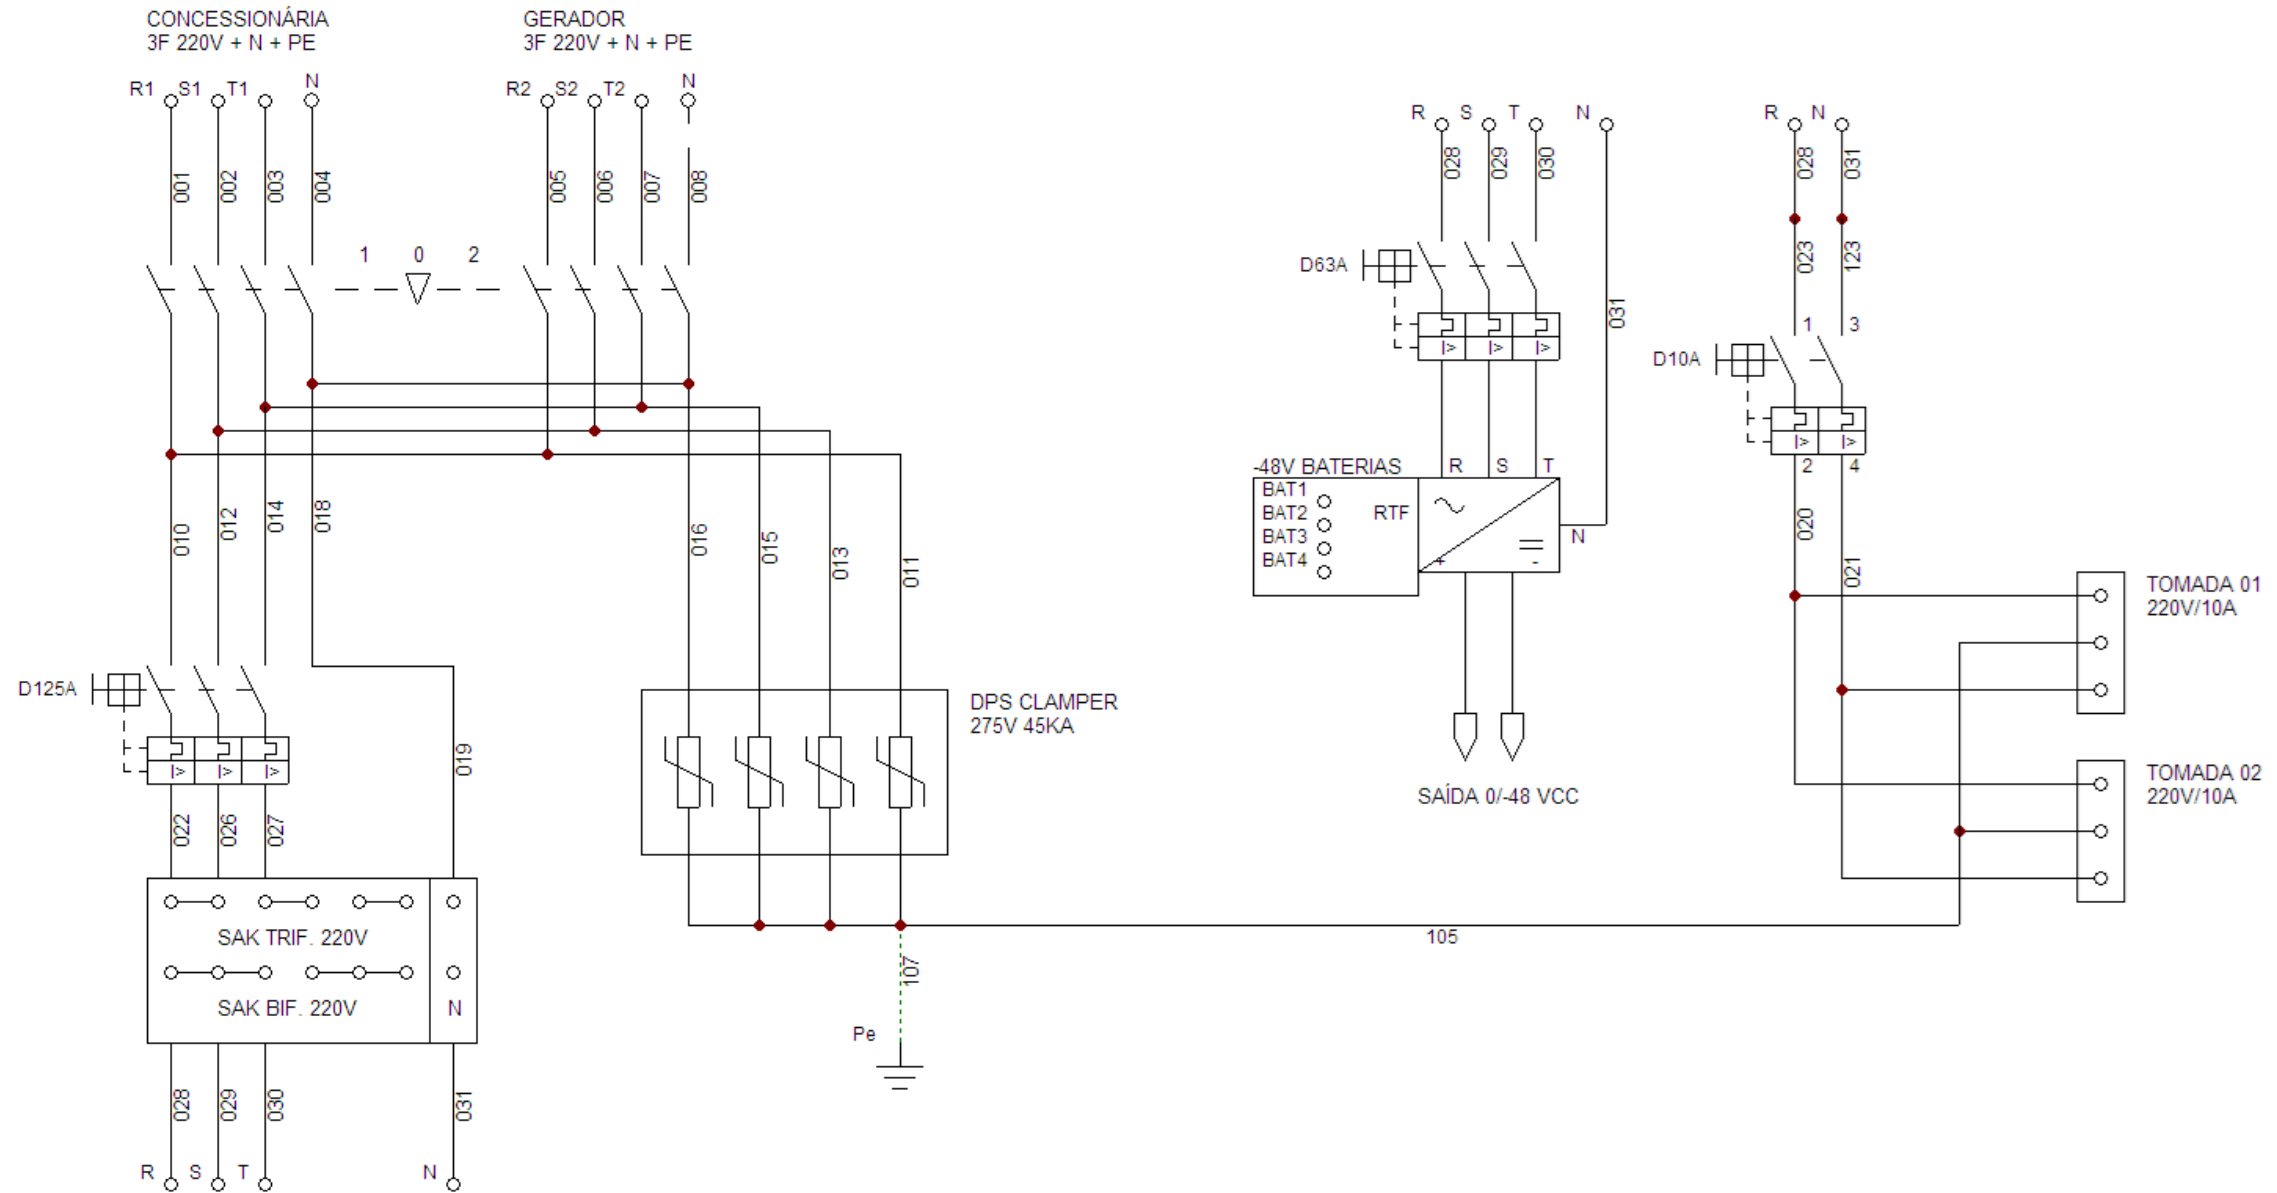 CONCESSIONÁRIA
3F 220V + N + PE
GERADOR
3F 220V + N + PE
R1 S1 T1 N
R2 S2 T2 N
R S T N
R N
001 002 003 004
005 006 007 008
028 029 030
028 031
1 0 2
D63A
023 123
031
1 3
D10A
I> I> I>
I> I>
2 4
-48V BATERIAS
R S T
BAT1
BAT2
BAT3
BAT4
RTF
+ -
N
010 012 014 018
016 015 013 011
020
021
TOMADA 01
220V/10A
D125A
I> I> I>
DPS CLAMPER
275V 45KA
019
SAÍDA 0/-48 VCC
TOMADA 02
220V/10A
022 026 027
SAK TRIF. 220V
SAK BIF. 220V
N
105
107
Pe
028 029 030 031
R S T N